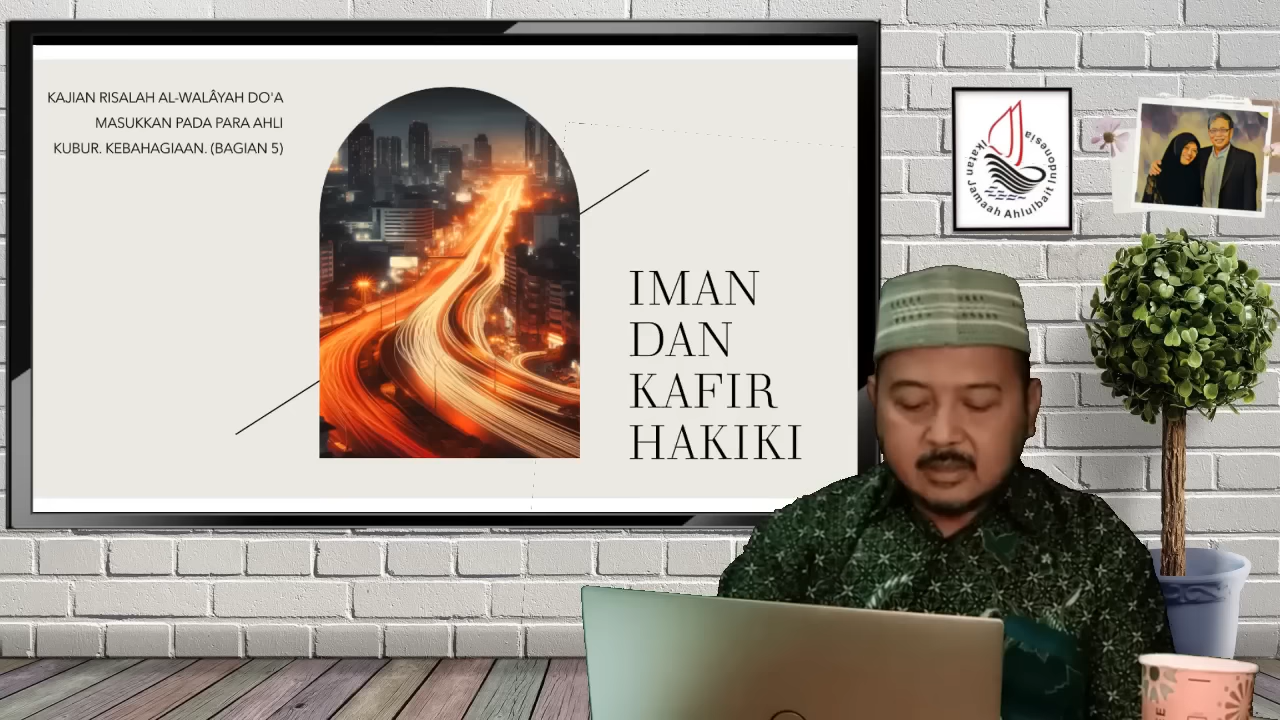 KAJIAN RISALAH AL-WALÂYAH DO'A
MASUKKAN PADA PARA AHLI
KUBUR. KEBAHAGIAAN. (BAGIAN 5)
IMAN
DAN
KAFIR
HAKIKI
Ikatan Jamaah Ahlulbait Indonesia